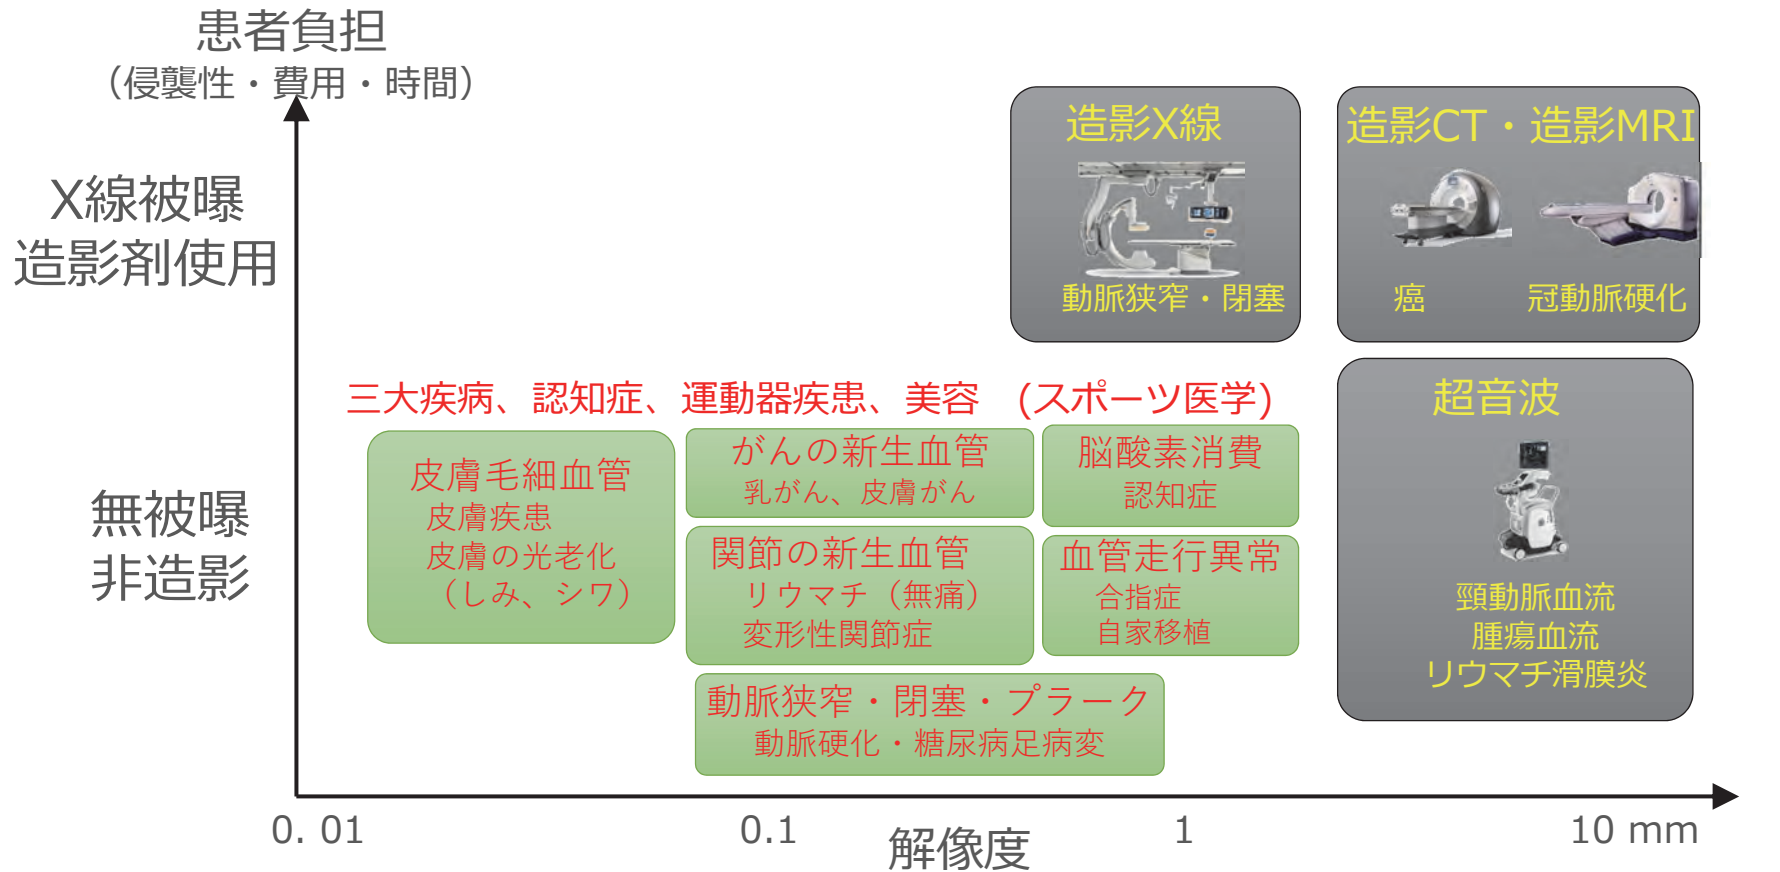 患者負担
（侵襲性・費用・時間）
X線被曝
造影剤使用
造影X線
動脈狭窄・閉塞
造影CT・造影MRI
癌
冠動脈硬化
三大疾病、認知症、運動器疾患、美容 (スポーツ医学)
無被曝
非造影
皮膚毛細血管
皮膚疾患
皮膚の光老化
（しみ、シワ）
がんの新生血管
乳がん、皮膚がん
関節の新生血管
リウマチ（無痛）
変形性関節症
脳酸素消費
認知症
血管走行異常
合指症
自家移植
動脈狭窄・閉塞・プラーク
動脈硬化・糖尿病足病変
超音波
頸動脈血流
腫瘍血流
リウマチ滑膜炎
0. 01
0.1
1
10 mm
解像度